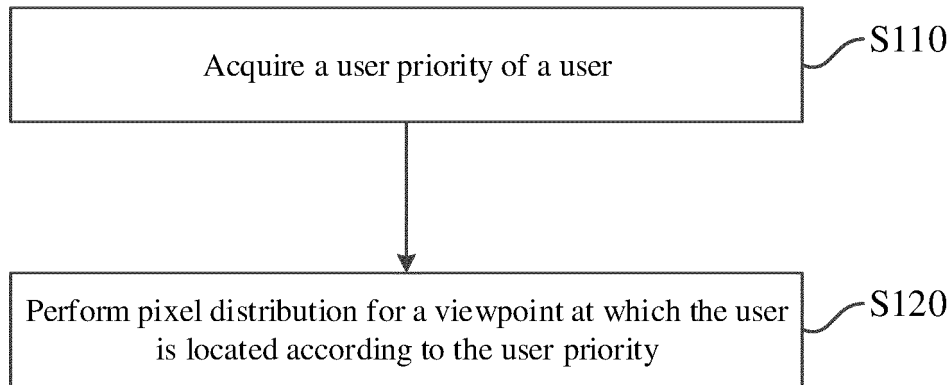 Acquire a user priority of a user
S110
Perform pixel distribution for a viewpoint at which the user
is located according to the user priority
S120